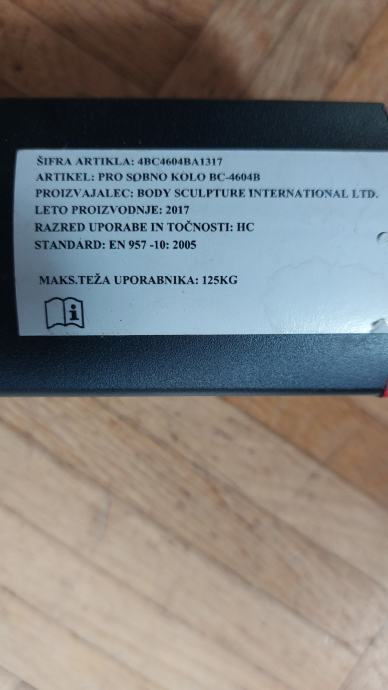 ŠIFRA ARTIKLA: 4BC4604BA1317
ARTIKEL: PRO SOBNO KOLO BC-4604B
PROIZVAJALEC: BODY SCULPTURE INTERNATIONAL LTD.
LETO PROIZVODNJE: 2017
RAZRED UPORABE IN TOČNOSTI: HC
STANDARD: EN 957 -10: 2005
MAKS.TEŽA UPORABNIKA: 125KG